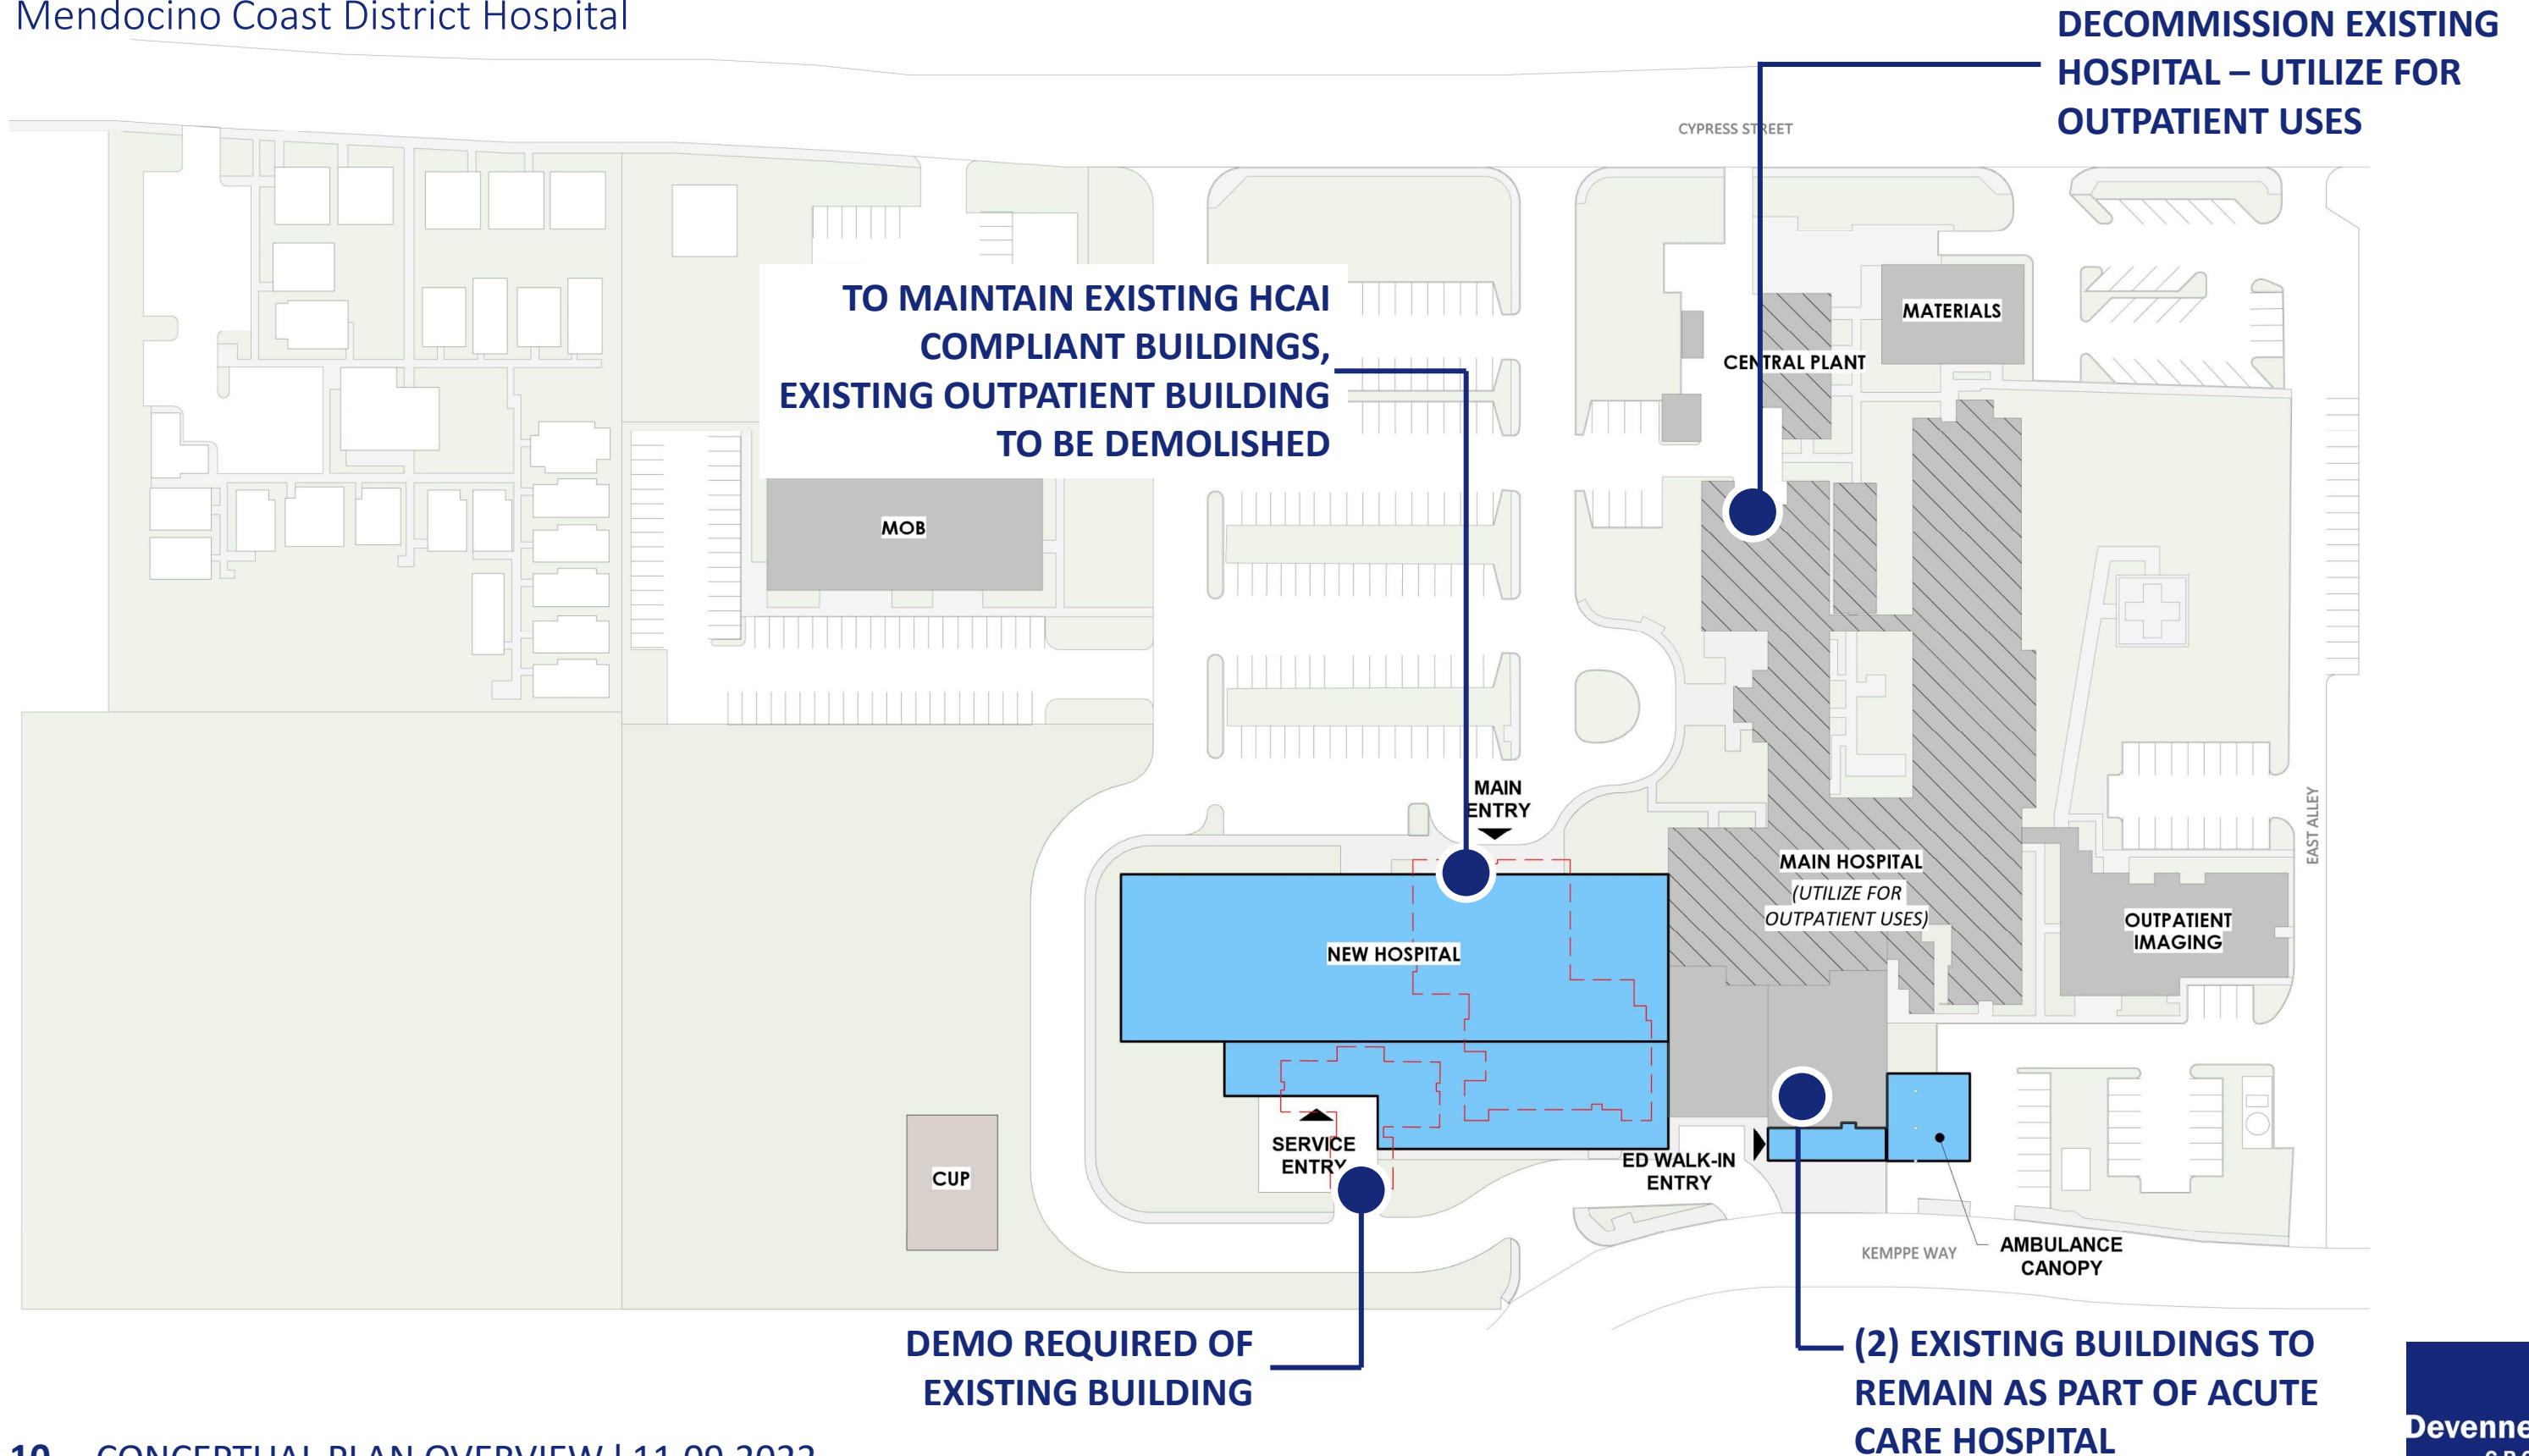 Mendocino Coast District Hospital
DECOMMISSION EXISTING
HOSPITAL – UTILIZE FOR
OUTPATIENT USES
CYPRESS STREET
TO MAINTAIN EXISTING HCAI
COMPLIANT BUILDINGS,
EXISTING OUTPATIENT BUILDING
TO BE DEMOLISHED
MATERIALS
CENTRAL PLANT
MOB
MAIN
ENTRY
EAST ALLEY
MAIN HOSPITAL
(UTILIZE FOR
OUTPATIENT USES)
OUTPATIENT
IMAGING
NEW HOSPITAL
SERVICE
ENTRY
ED WALK-IN
ENTRY
CUP
KEMPPE WAY
AMBULANCE
CANOPY
DEMO REQUIRED OF
EXISTING BUILDING
(2) EXISTING BUILDINGS TO
REMAIN AS PART OF ACUTE
CARE HOSPITAL
10 CONCEPTUAL PLAN OVERVIEW | 11.09.2022